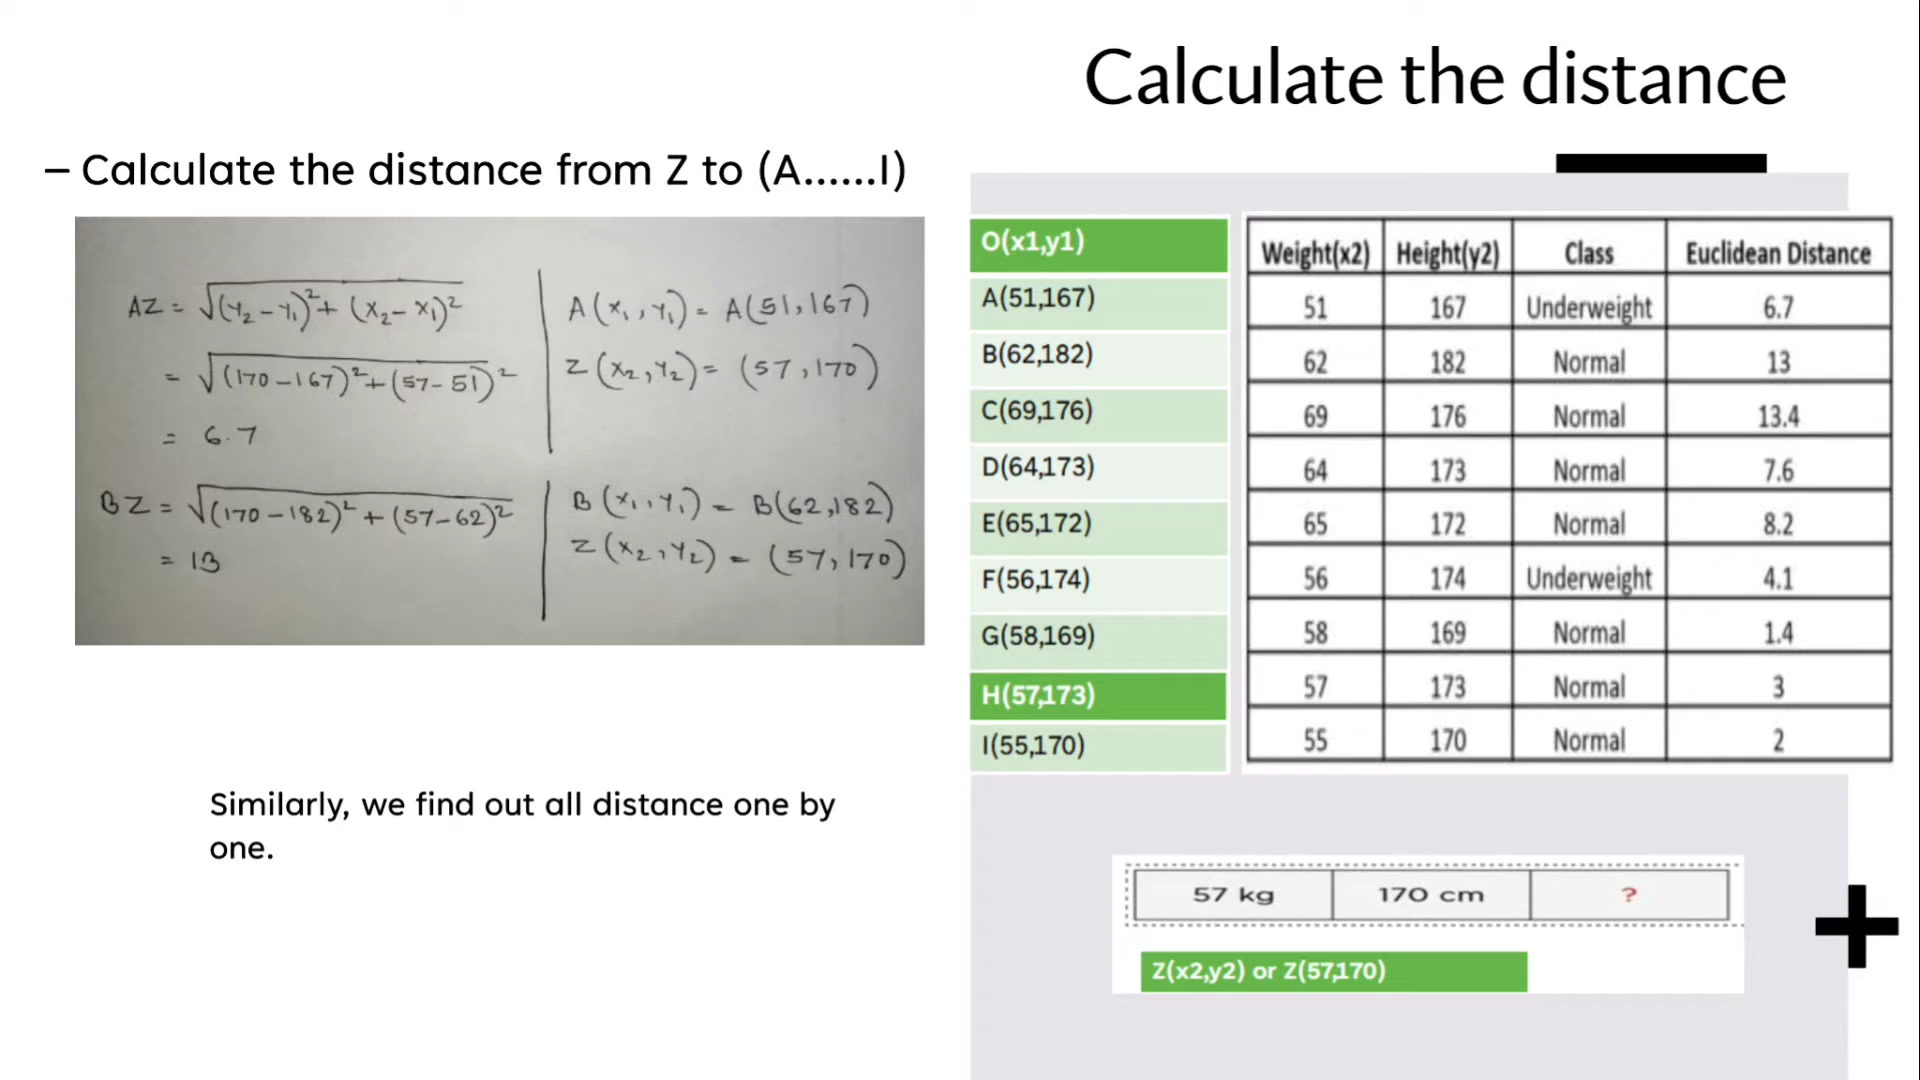 Calculate the distance
– Calculate the distance from Z to (A......I)
AZ = √(Y₂-Y₁)²+ (X₂-X₁)²
= √(170-167)²+(57-51)²
= 6.7
A(X₁,Y₁) = A(51,167)
Z(X₂,Y₂) = (57,170)
BZ = √(170-182)²+(57-62)²
= 13
B(X₁,Y₁) = B(62,182)
Z(X₂,Y₂) = (57,170)
Similarly, we find out all distance one by
one.
O(x1,y1)
A(51,167)
B(62,182)
C(69,176)
D(64,173)
E(65,172)
F(56,174)
G(58,169)
H(57,173)
I(55,170)
Weight(x2) Height(y2) Class Euclidean Distance
51 167 Underweight 6.7
62 182 Normal 13
69 176 Normal 13.4
64 173 Normal 7.6
65 172 Normal 8.2
56 174 Underweight 4.1
58 169 Normal 1.4
57 173 Normal 3
55 170 Normal 2
57 kg 170 cm ?
Z(x2,y2) or Z(57,170)